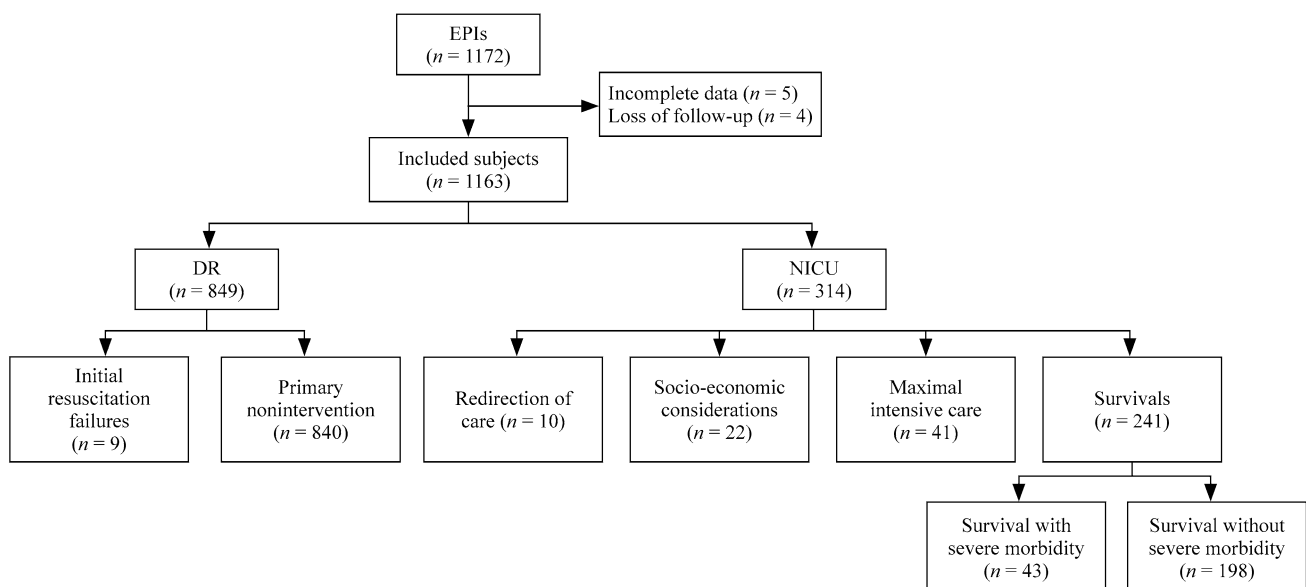 EPIs
(n = 1172)
Incomplete data (n = 5)
Loss of follow-up (n = 4)
Included subjects
(n = 1163)
DR
(n = 849)
NICU
(n = 314)
Initial
resuscitation
failures
(n = 9)
Primary
nonintervention
(n = 840)
Redirection of
care (n = 10)
Socio-economic
considerations
(n = 22)
Maximal
intensive care
(n = 41)
Survivals
(n = 241)
Survival with
severe morbidity
(n = 43)
Survival without
severe morbidity
(n = 198)